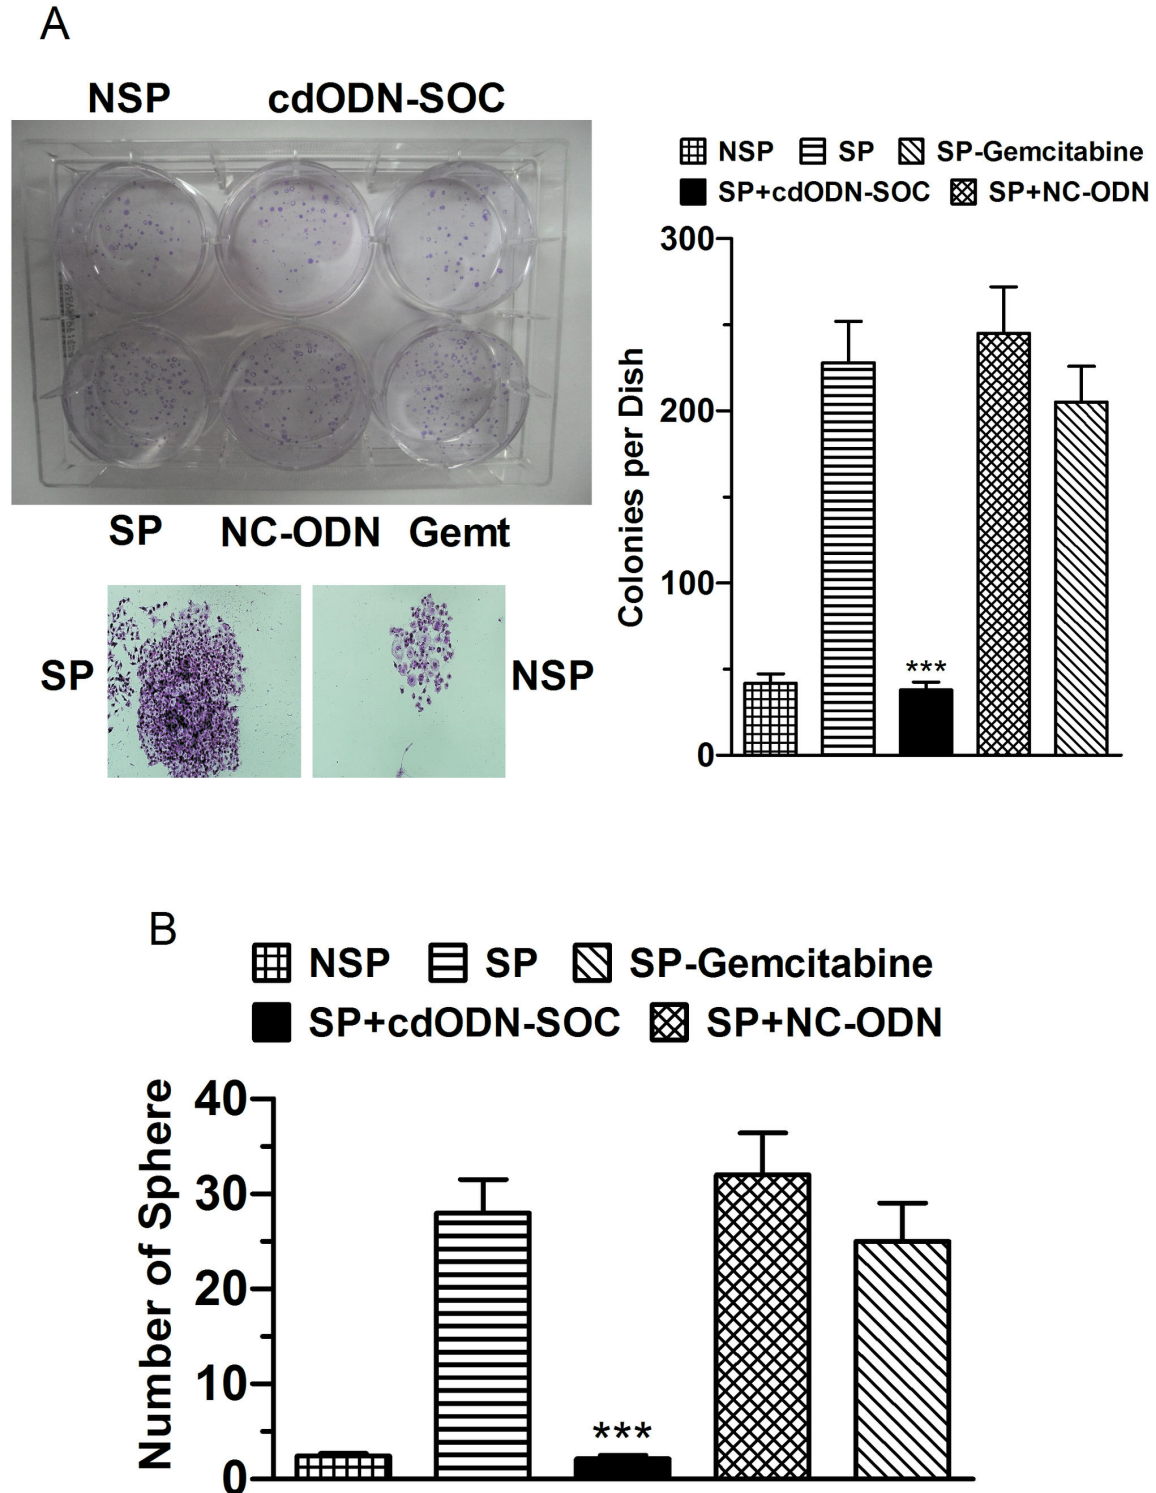 A
NSP cdODN-SOC
SP NC-ODN Gemt
SP NSP
NSP SP SP-Gemcitabine
SP+cdODN-SOC SP+NC-ODN
300
200
100
0
Colonies per Dish
***
B
NSP SP SP-Gemcitabine
SP+cdODN-SOC SP+NC-ODN
40
30
20
10
0
Number of Sphere
***